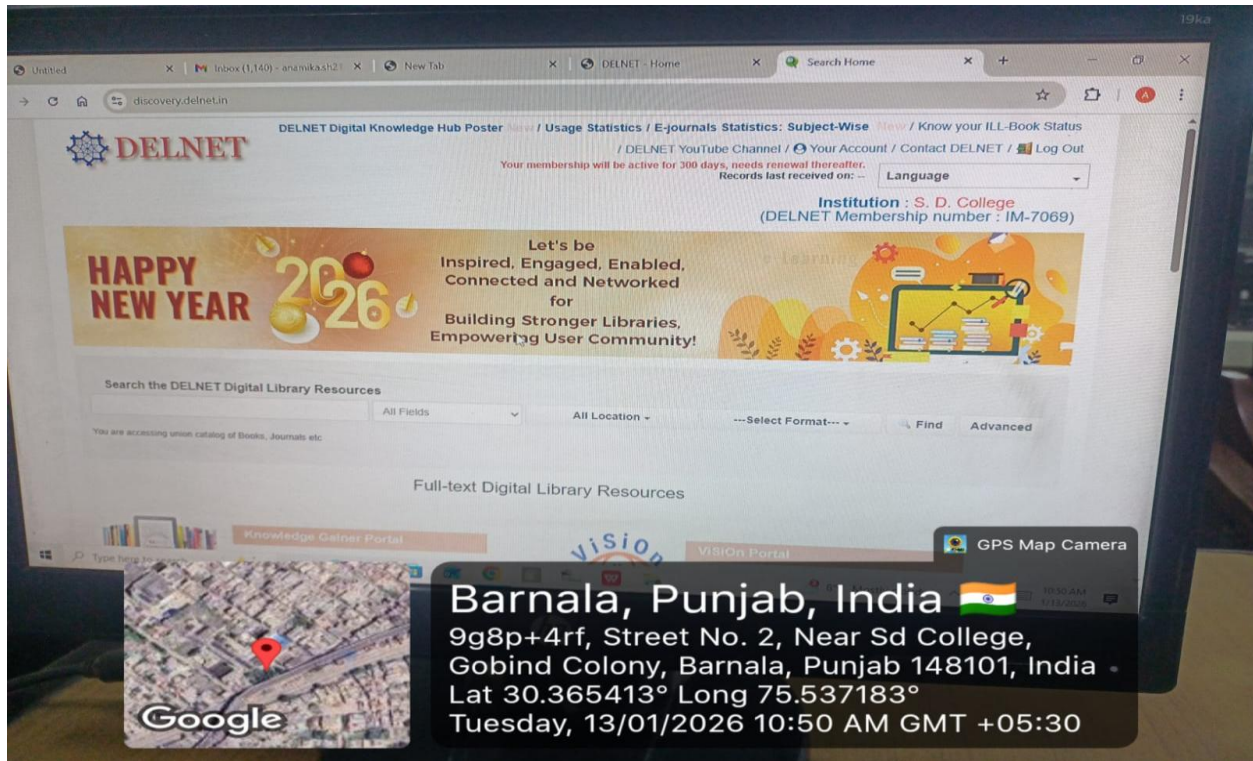 19ka
Untitled
Inbox (1,140) - anamika.sh2
New Tab
DELNET - Home
Search Home
discovery.delnet.in
A
DELNET
DELNET Digital Knowledge Hub Poster New / Usage Statistics / E-journals Statistics: Subject-Wise New / Know your ILL-Book Status
/ DELNET YouTube Channel / Your Account / Contact DELNET / Log Out
Your membership will be active for 300 days, needs renewal thereafter.
Records last received on: --
Language
Institution : S. D. College
(DELNET Membership number : IM-7069)
HAPPY
NEW YEAR
2026
Let's be
Inspired, Engaged, Enabled,
Connected and Networked
for
Building Stronger Libraries,
Empowering User Community!
e-learning
Search the DELNET Digital Library Resources
All Fields
All Location
---Select Format---
Find
Advanced
You are accessing union catalog of Books, Journals etc
Full-text Digital Library Resources
Knowledge Gainer Portal
ViSiOn
ViSiOn Portal
Type here to search
10:50 AM
1/13/2026
GPS Map Camera
Barnala, Punjab, India
9g8p+4rf, Street No. 2, Near Sd College,
Gobind Colony, Barnala, Punjab 148101, India
Lat 30.365413° Long 75.537183°
Tuesday, 13/01/2026 10:50 AM GMT +05:30
Google